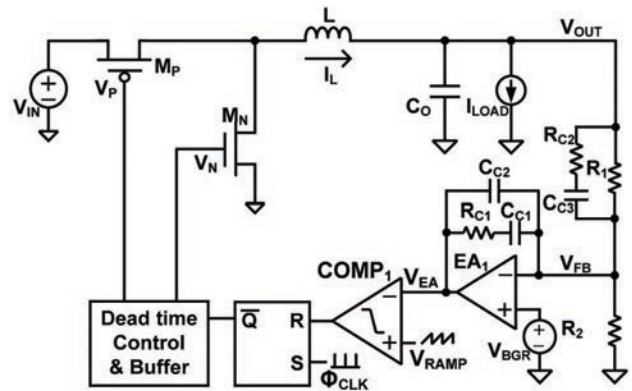 L
V_OUT
M_P
I_L
V_P
V_IN
C_O
I_LOAD
M_N
V_N
R_C2
R_1
C_C3
C_C2
R_C1
C_C1
COMP_1
V_EA
EA_1
V_FB
−
−
+
+
V_RAMP
V_BGR
R_2
Dead time
Control
& Buffer
Q̅
R
S
Φ_CLK